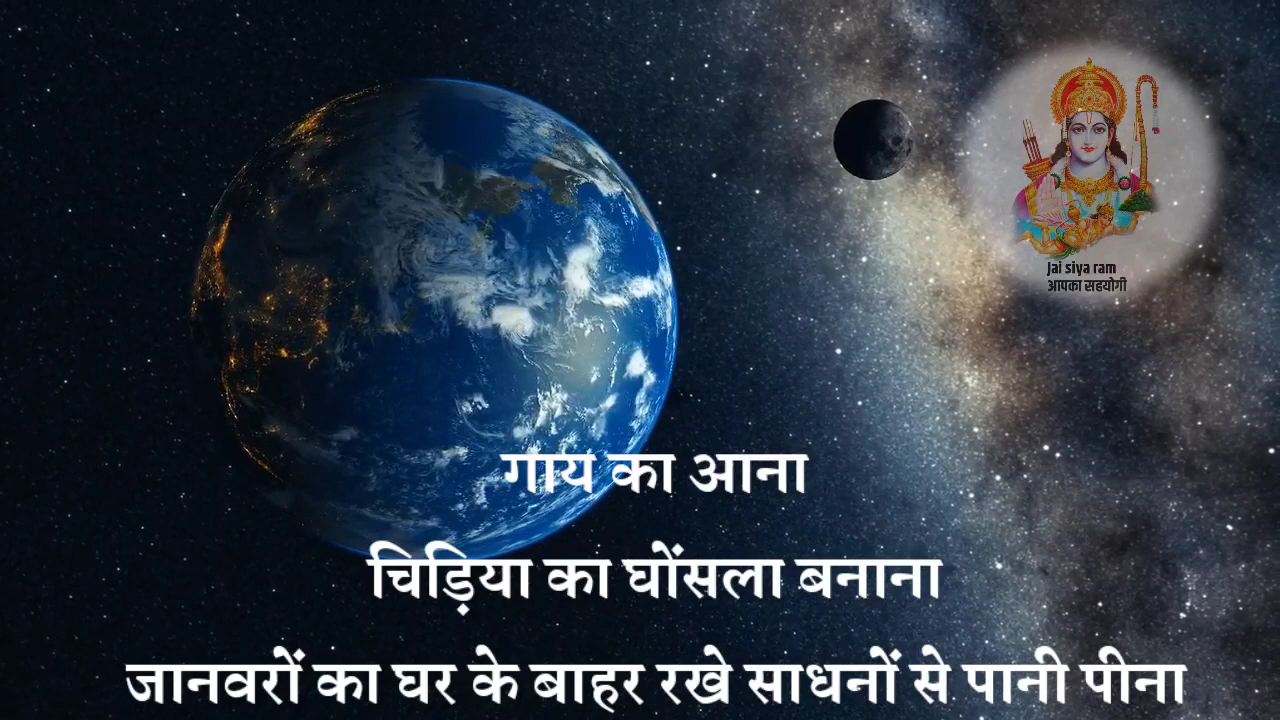 Jai siya ram
आपका सहयोगी
गाय का आना
चिड़िया का घोंसला बनाना
जानवरों का घर के बाहर रखे साधनों से पानी पीना